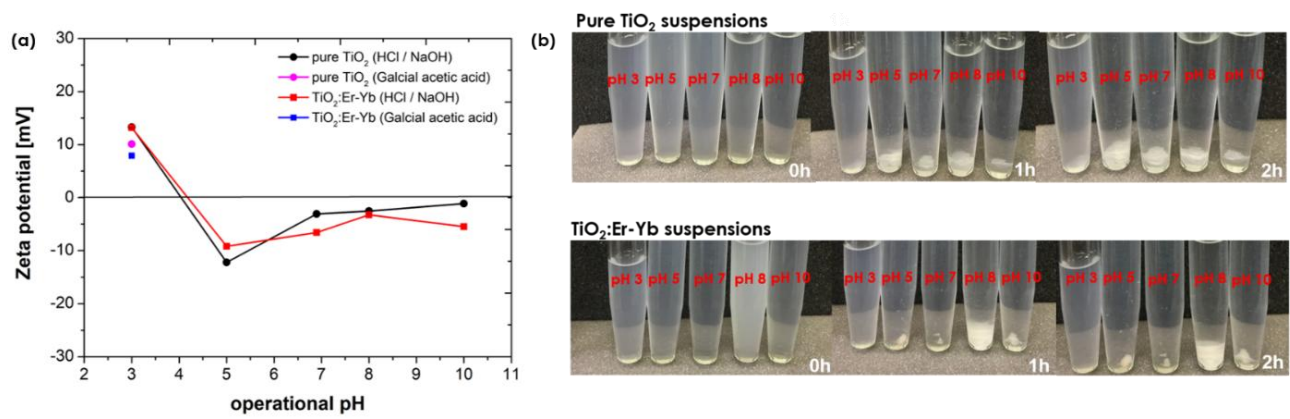 (a)
30
20
10
0
-10
-20
-30
Zeta potential [mV]
pure TiO₂ (HCl / NaOH)
pure TiO₂ (Galcial acetic acid)
TiO₂:Er-Yb (HCl / NaOH)
TiO₂:Er-Yb (Galcial acetic acid)
2 3 4 5 6 7 8 9 10 11
operational pH
(b)
Pure TiO₂ suspensions
pH 3 pH 5 pH 7 pH 8 pH 10
0h
pH 3 pH 5 pH 7 pH 8 pH 10
1h
pH 3 pH 5 pH 7 pH 8 pH 10
2h
TiO₂:Er-Yb suspensions
pH 3 pH 5 pH 7 pH 8 pH 10
0h
pH 3 pH 5 pH 7 pH 8 pH 10
1h
pH 3 pH 5 pH 7 pH 8 pH 10
2h